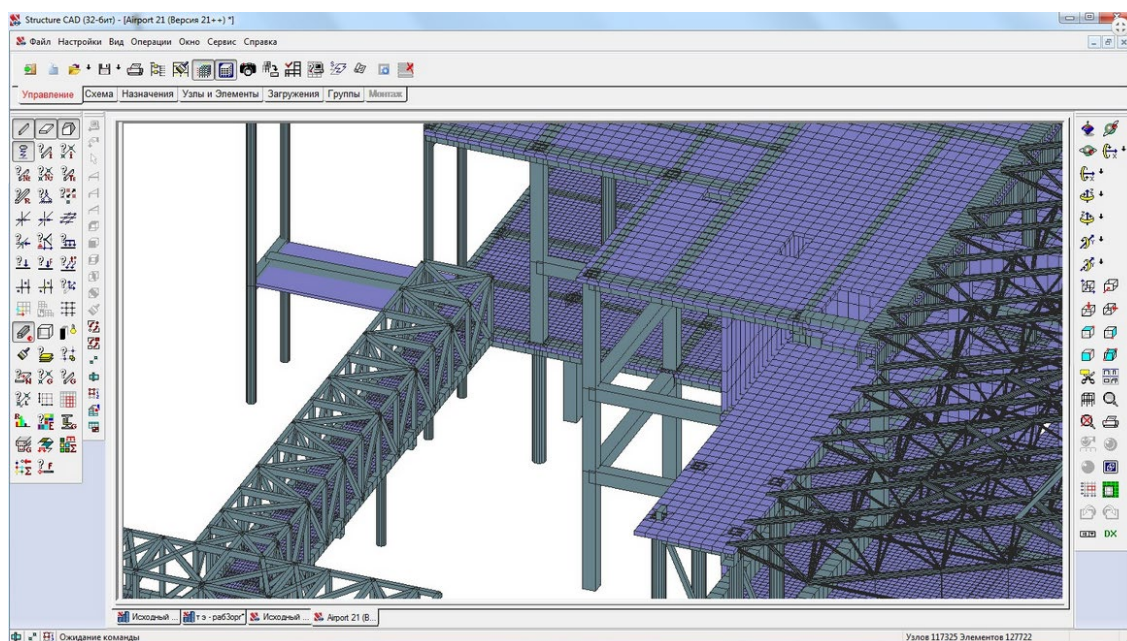 Structure CAD (32-бит) - [Airport 21 (Версия 21++) *]
Файл Настройки Вид Операции Окно Сервис Справка
Управление Схема Назначения Узлы и Элементы Загружения Группы Монтаж
DX
Исходный ... т э - раб3орг* Исходный ... Airport 21 (В...
Ожидание команды Узлов 117325 Элементов 127722